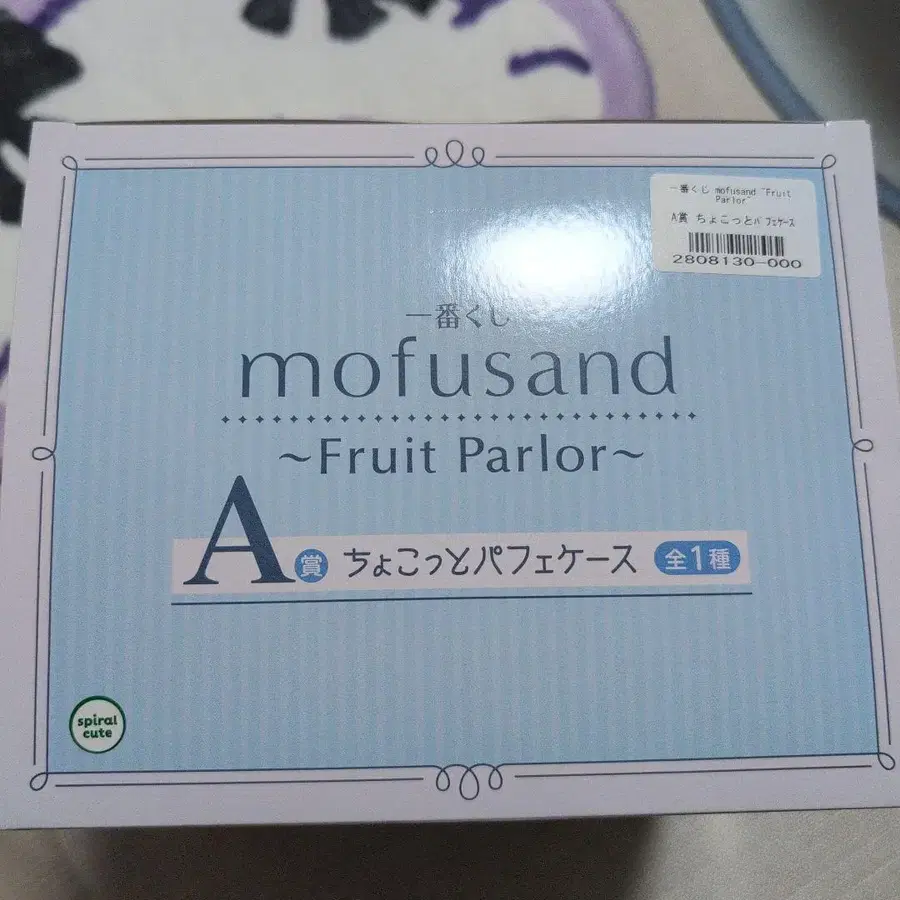 一番くじ mofusand "Fruit
Parlor"
A賞 ちょこっとパフェケース
2808130-000
一番くじ
mofusand
~Fruit Parlor~
A賞 ちょこっとパフェケース 全1種
spiral
cute